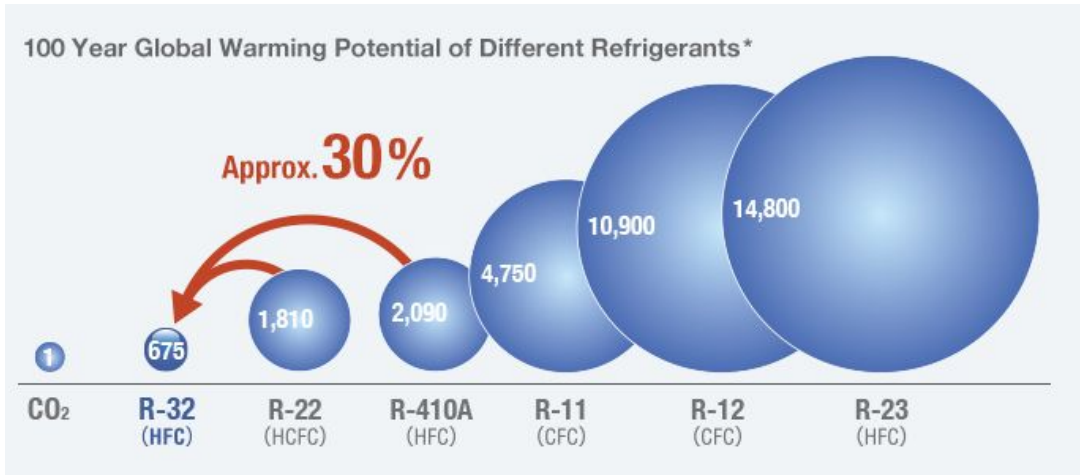 100 Year Global Warming Potential of Different Refrigerants*
Approx. 30%
1
675
1,810
2,090
4,750
10,900
14,800
CO₂ R-32 R-22 R-410A R-11 R-12 R-23
(HFC) (HCFC) (HFC) (CFC) (CFC) (HFC)